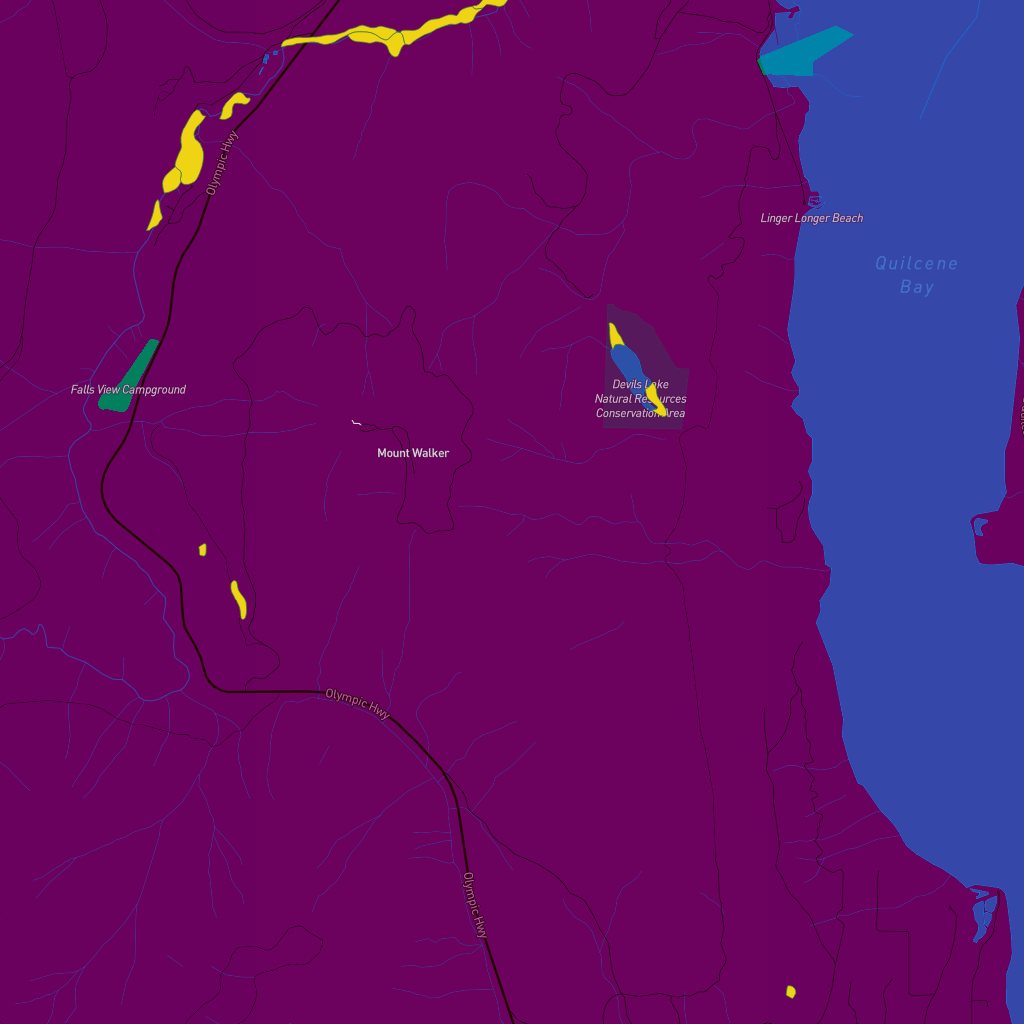 Olympic Hwy
Linger Longer Beach
Quilcene
Bay
Falls View Campground
Devils Lake
Natural Resources
Conservation Area
Mount Walker
Olympic Hwy
Olympic Hwy